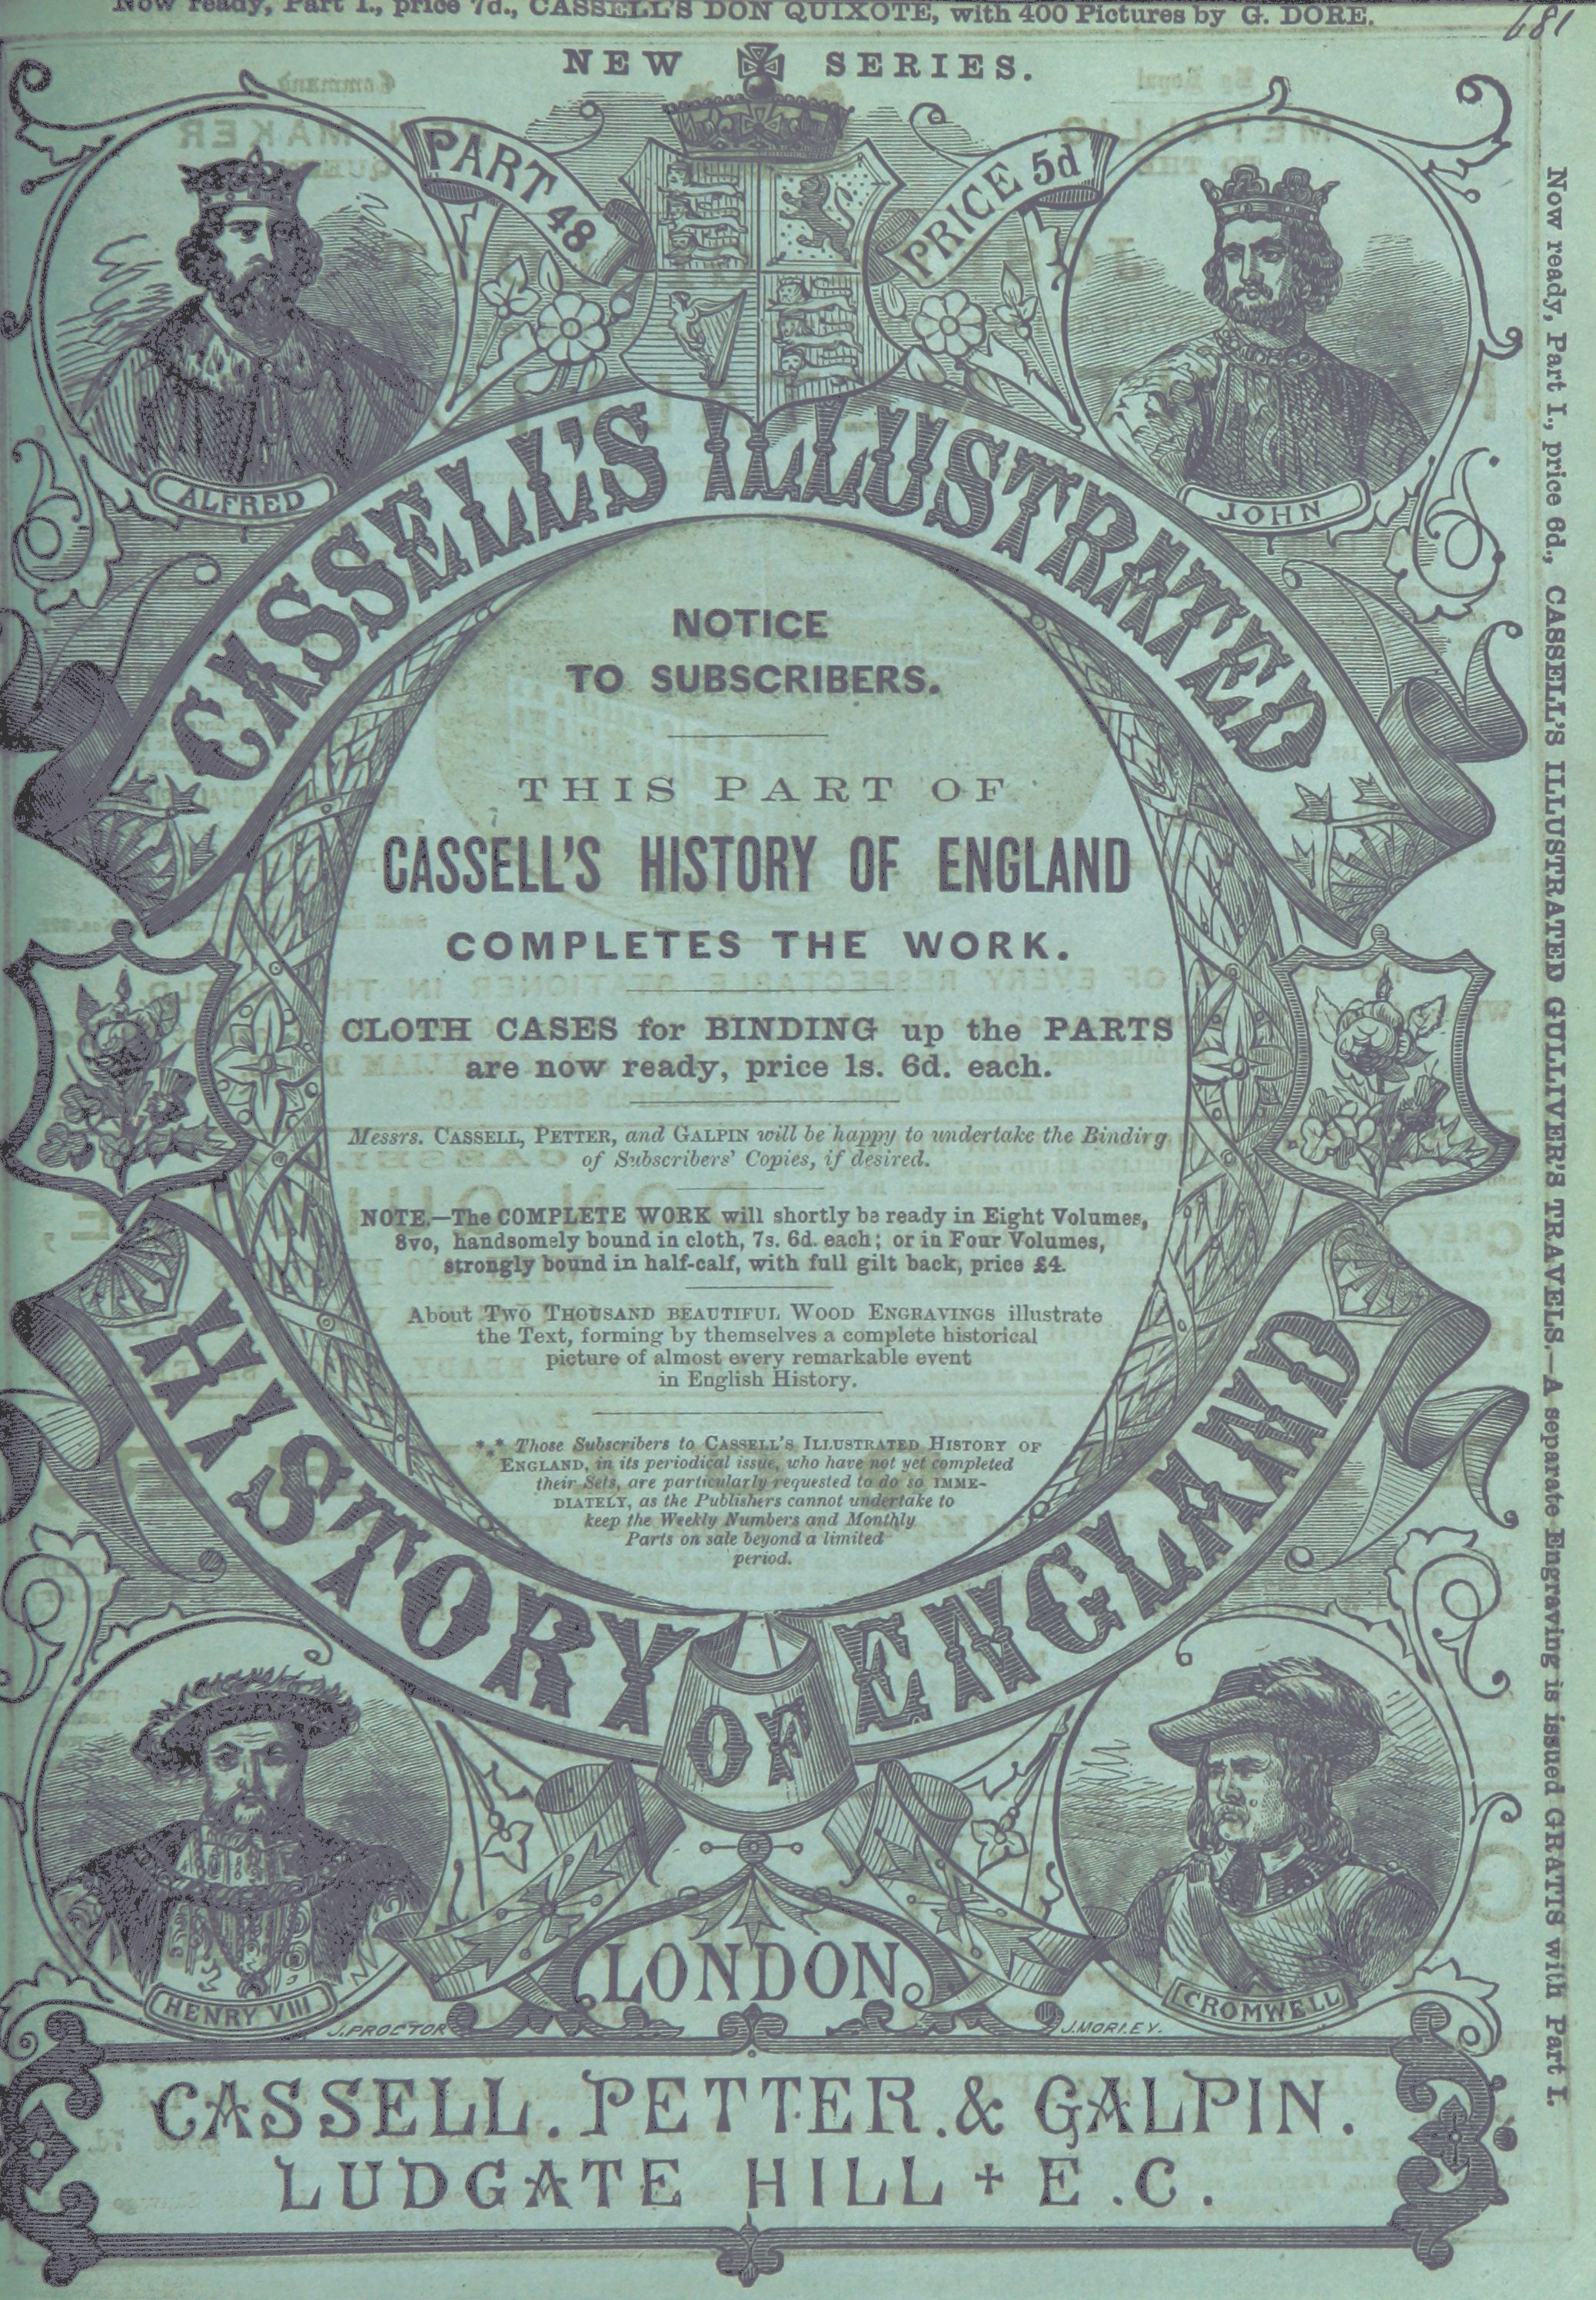 Now ready, Part I., price 7d., CASSELL'S DON QUIXOTE, with 400 Pictures by G. DORE.
681
NEW SERIES.
PART 48
PRICE 5d
ALFRED
JOHN
CASSELL'S ILLUSTRATED
NOTICE
TO SUBSCRIBERS.
THIS PART OF
CASSELL'S HISTORY OF ENGLAND
COMPLETES THE WORK.
CLOTH CASES for BINDING up the PARTS
are now ready, price 1s. 6d. each.
Messrs. CASSELL, PETTER, and GALPIN will be happy to undertake the Binding
of Subscribers' Copies, if desired.
NOTE.—The COMPLETE WORK will shortly be ready in Eight Volumes,
8vo, handsomely bound in cloth, 7s. 6d. each; or in Four Volumes,
strongly bound in half-calf, with full gilt back, price £4.
About TWO THOUSAND BEAUTIFUL WOOD ENGRAVINGS illustrate
the Text, forming by themselves a complete historical
picture of almost every remarkable event
in English History.
*** Those Subscribers to CASSELL'S ILLUSTRATED HISTORY OF
ENGLAND, in its periodical issue, who have not yet completed
their Sets, are particularly requested to do so IMME-
DIATELY, as the Publishers cannot undertake to
keep the Weekly Numbers and Monthly
Parts on sale beyond a limited
period.
HISTORY OF ENGLAND
HENRY VIII
CROMWELL
J. PROCTOR
J. MORLEY.
LONDON
CASSELL. PETTER. & GALPIN.
LUDGATE HILL + E.C.
Now ready, Part I., price 6d., CASSELL'S ILLUSTRATED GULLIVER'S TRAVELS.—A separate Engraving is issued GRATIS with Part I.